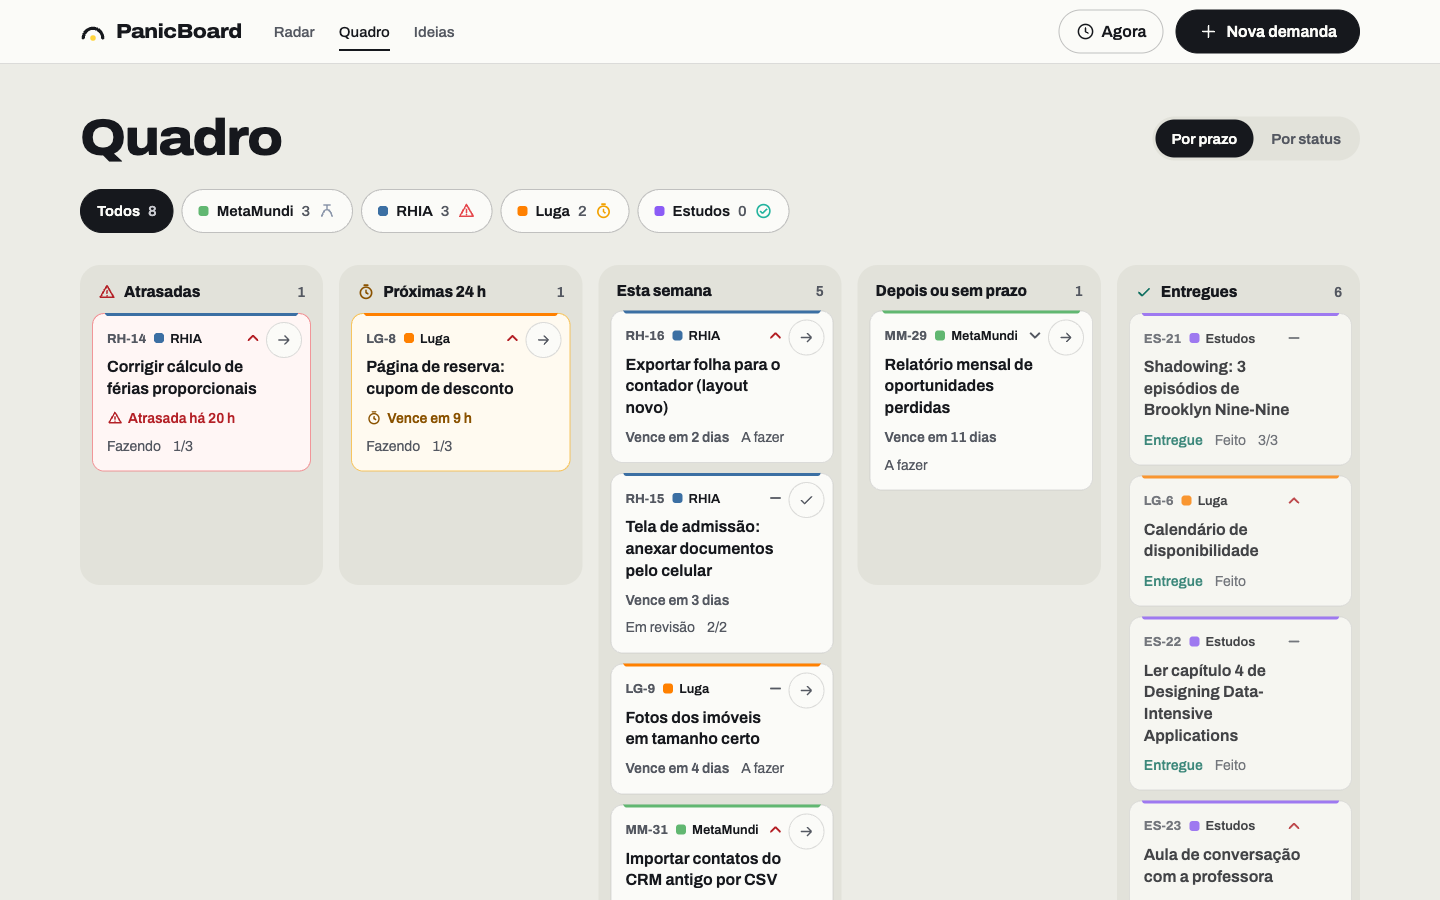 PanicBoard
Radar
Quadro
Ideias
Agora
Nova demanda
Quadro
Por prazo
Por status
Todos 8
MetaMundi 3
RHIA 3
Luga 2
Estudos 0
Atrasadas 1
RH-14 RHIA
Corrigir cálculo de
férias proporcionais
Atrasada há 20 h
Fazendo 1/3
Próximas 24 h 1
LG-8 Luga
Página de reserva:
cupom de desconto
Vence em 9 h
Fazendo 1/3
Esta semana 5
RH-16 RHIA
Exportar folha para o
contador (layout
novo)
Vence em 2 dias A fazer
RH-15 RHIA
Tela de admissão:
anexar documentos
pelo celular
Vence em 3 dias
Em revisão 2/2
LG-9 Luga
Fotos dos imóveis
em tamanho certo
Vence em 4 dias A fazer
MM-31 MetaMundi
Importar contatos do
CRM antigo por CSV
Depois ou sem prazo 1
MM-29 MetaMundi
Relatório mensal de
oportunidades
perdidas
Vence em 11 dias
A fazer
Entregues 6
ES-21 Estudos
Shadowing: 3
episódios de
Brooklyn Nine-Nine
Entregue Feito 3/3
LG-6 Luga
Calendário de
disponibilidade
Entregue Feito
ES-22 Estudos
Ler capítulo 4 de
Designing Data-
Intensive
Applications
Entregue Feito
ES-23 Estudos
Aula de conversação
com a professora